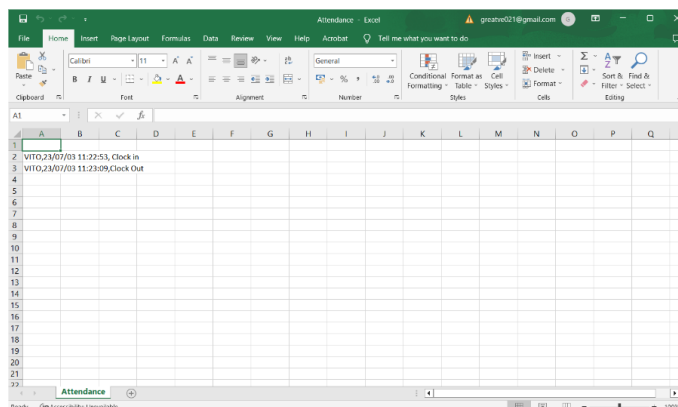 Attendance - Excel
greatve021@gmail.com
File Home Insert Page Layout Formulas Data Review View Help Acrobat Tell me what you want to do
Paste
Clipboard
Calibri 11
B I U
Font
Alignment
General
% ,
Number
Conditional Formatting
Format as Table
Cell Styles
Styles
Insert
Delete
Format
Cells
Sort & Filter
Find & Select
Editing
A1
fx
A B C D E F G H I J K L M N O P Q
1
2 VITO,23/07/03 11:22:53, Clock in
3 VITO,23/07/03 11:23:09,Clock Out
4
5
6
7
8
9
10
11
12
13
14
15
16
17
18
19
20
21
22
Attendance
Ready Accessibility: Unavailable
100%